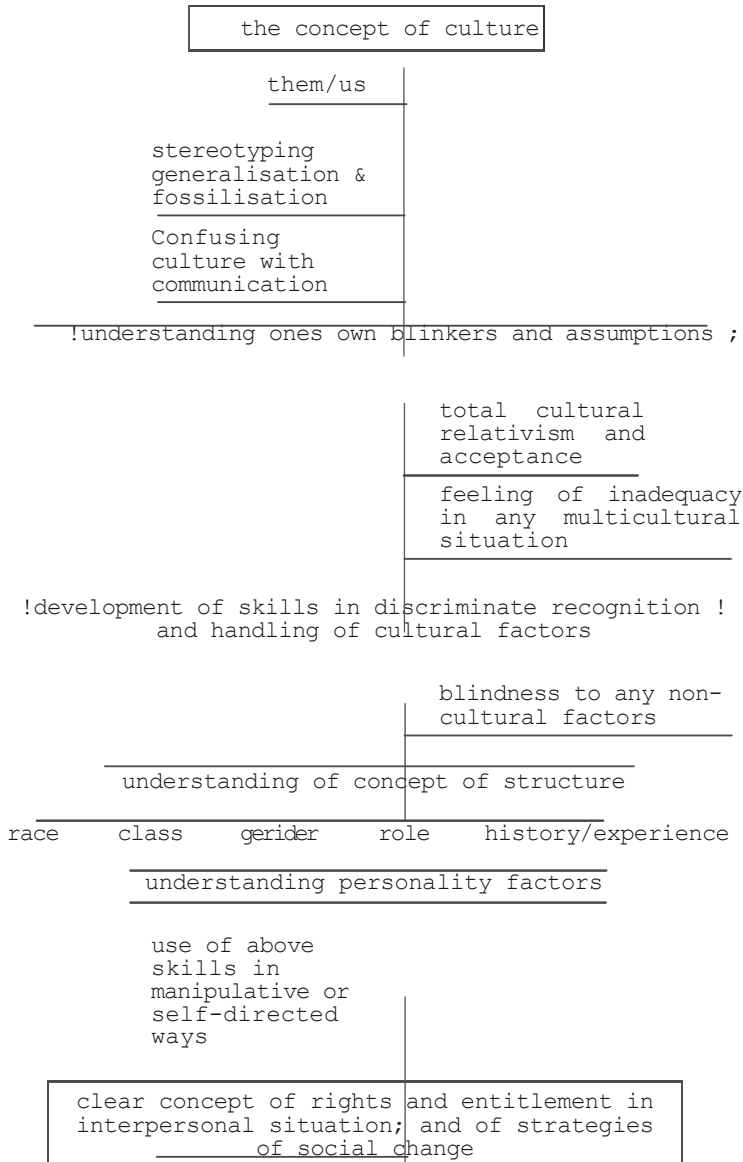 the concept of culture
them/us
stereotyping
generalisation &
fossilisation
Confusing
culture with
communication
!understanding ones own blinkers and assumptions ;
total cultural
relativism and
acceptance
feeling of inadequacy
in any multicultural
situation
!development of skills in discriminate recognition !
and handling of cultural factors
blindness to any non-
cultural factors
understanding of concept of structure
race class gerider role history/experience
understanding personality factors
use of above
skills in
manipulative or
self-directed
ways
clear concept of rights and entitlement in
interpersonal situation; and of strategies
of social change